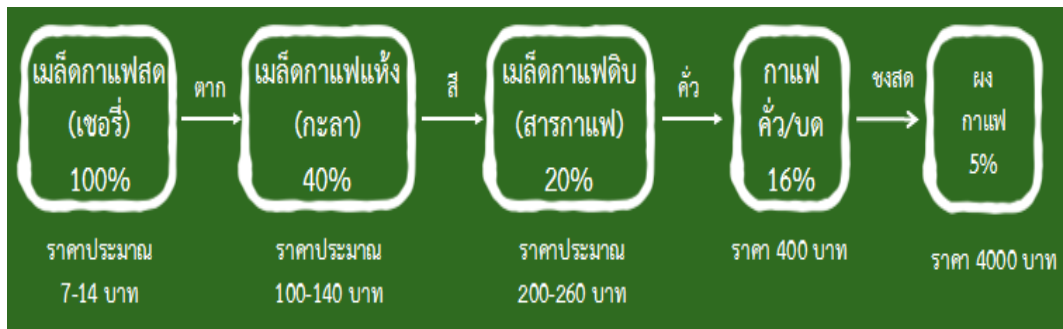 เมล็ดกาแฟสด
(เชอรี่)
100%
ตาก
เมล็ดกาแฟแห้ง
(กะลา)
40%
สี
เมล็ดกาแฟดิบ
(สารกาแฟ)
20%
คั่ว
กาแฟ
คั่ว/บด
16%
ชงสด
ผง
กาแฟ
5%
ราคาประมาณ
7-14 บาท
ราคาประมาณ
100-140 บาท
ราคาประมาณ
200-260 บาท
ราคา 400 บาท
ราคา 4000 บาท